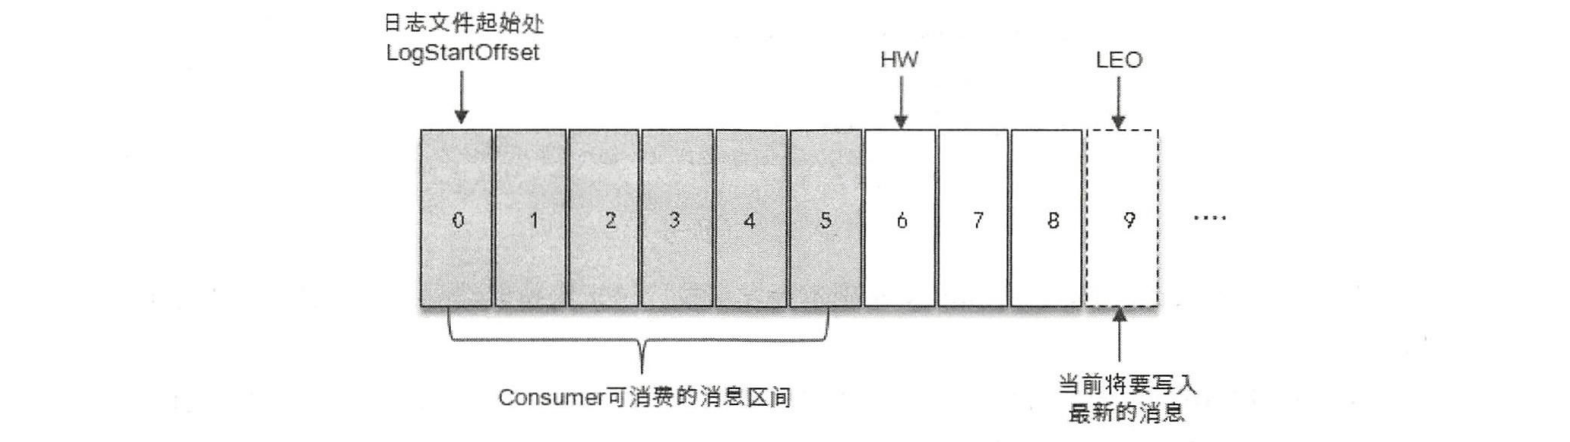 日志文件起始处
LogStartOffset
HW
LEO
0 1 2 3 4 5 6 7 8 9 ....
Consumer可消费的消息区间
当前将要写入
最新的消息